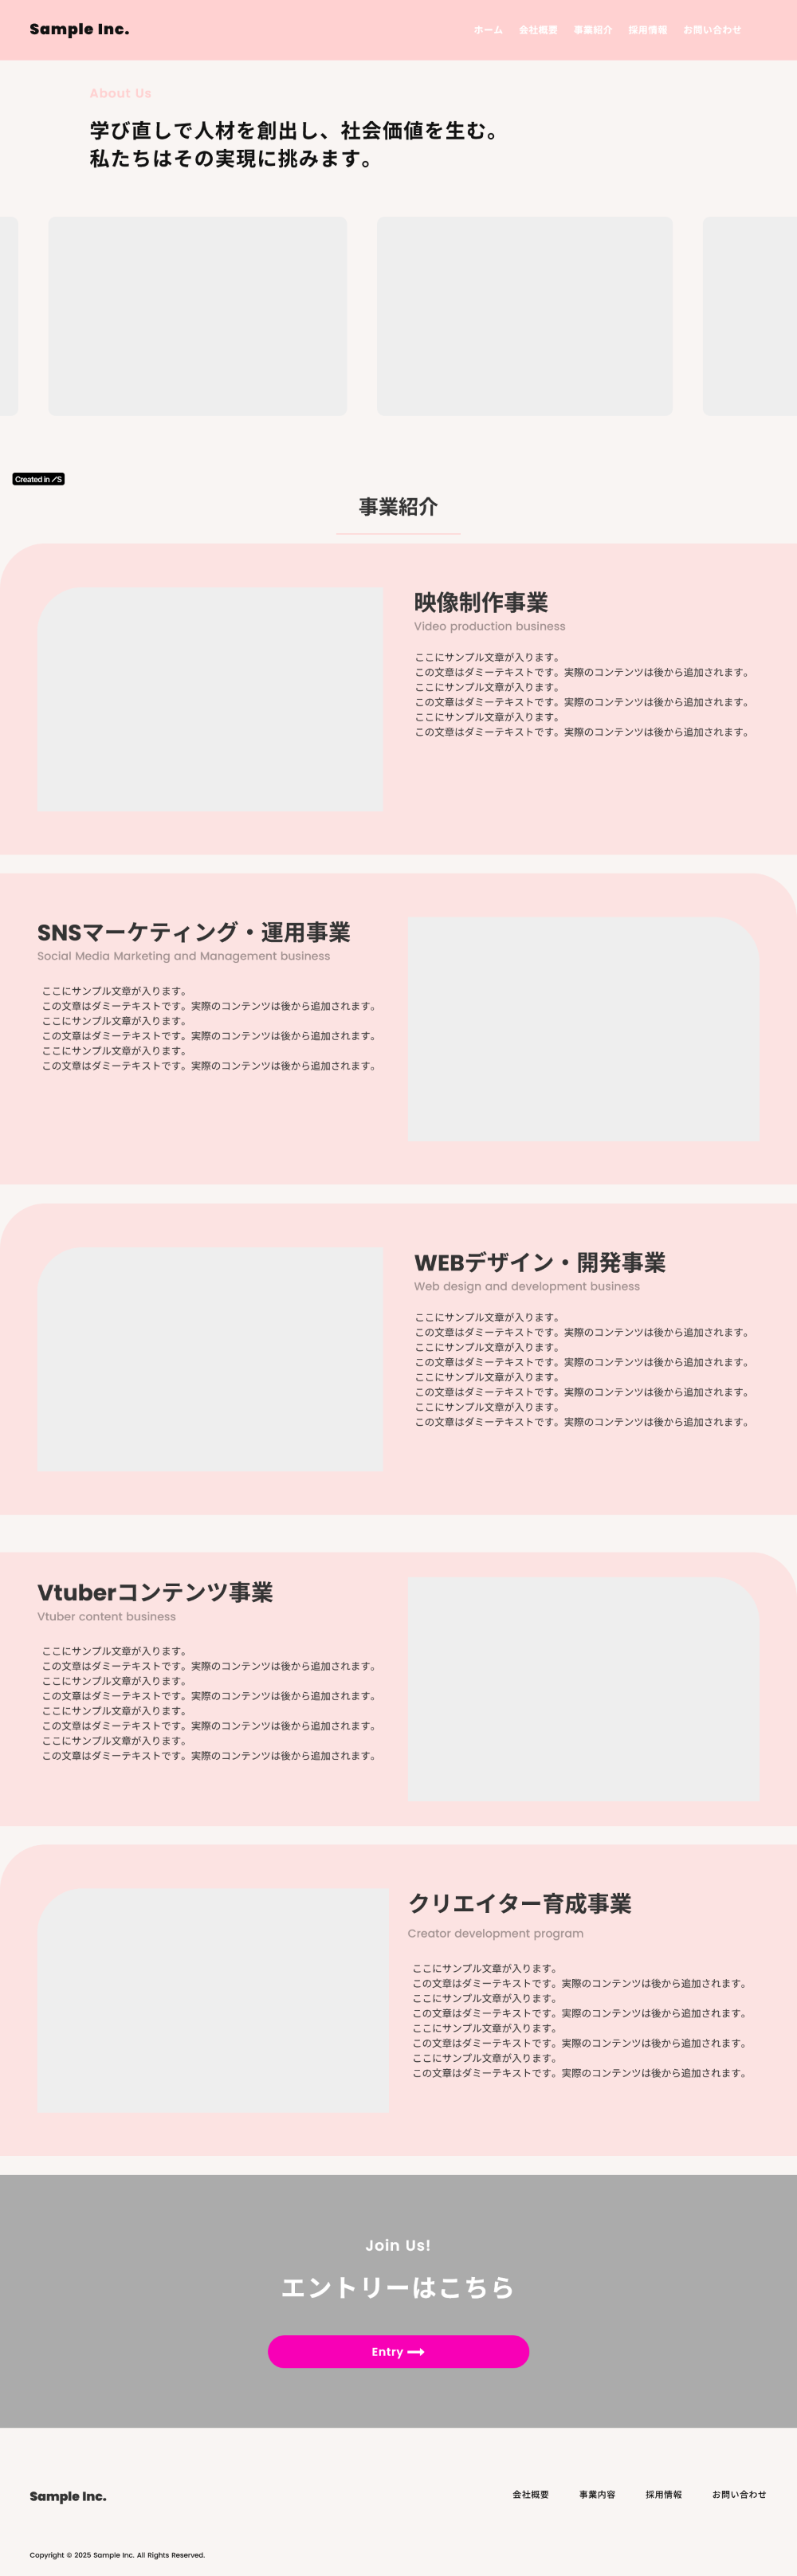 Sample Inc.
ホーム 会社概要 事業紹介 採用情報 お問い合わせ
About Us
学び直しで人材を創出し、社会価値を生む。
私たちはその実現に挑みます。
Created in
事業紹介
映像制作事業
Video production business
ここにサンプル文章が入ります。
この文章はダミーテキストです。実際のコンテンツは後から追加されます。
ここにサンプル文章が入ります。
この文章はダミーテキストです。実際のコンテンツは後から追加されます。
ここにサンプル文章が入ります。
この文章はダミーテキストです。実際のコンテンツは後から追加されます。
SNSマーケティング・運用事業
Social Media Marketing and Management business
ここにサンプル文章が入ります。
この文章はダミーテキストです。実際のコンテンツは後から追加されます。
ここにサンプル文章が入ります。
この文章はダミーテキストです。実際のコンテンツは後から追加されます。
ここにサンプル文章が入ります。
この文章はダミーテキストです。実際のコンテンツは後から追加されます。
WEBデザイン・開発事業
Web design and development business
ここにサンプル文章が入ります。
この文章はダミーテキストです。実際のコンテンツは後から追加されます。
ここにサンプル文章が入ります。
この文章はダミーテキストです。実際のコンテンツは後から追加されます。
ここにサンプル文章が入ります。
この文章はダミーテキストです。実際のコンテンツは後から追加されます。
ここにサンプル文章が入ります。
この文章はダミーテキストです。実際のコンテンツは後から追加されます。
Vtuberコンテンツ事業
Vtuber content business
ここにサンプル文章が入ります。
この文章はダミーテキストです。実際のコンテンツは後から追加されます。
ここにサンプル文章が入ります。
この文章はダミーテキストです。実際のコンテンツは後から追加されます。
ここにサンプル文章が入ります。
この文章はダミーテキストです。実際のコンテンツは後から追加されます。
ここにサンプル文章が入ります。
この文章はダミーテキストです。実際のコンテンツは後から追加されます。
クリエイター育成事業
Creator development program
ここにサンプル文章が入ります。
この文章はダミーテキストです。実際のコンテンツは後から追加されます。
ここにサンプル文章が入ります。
この文章はダミーテキストです。実際のコンテンツは後から追加されます。
ここにサンプル文章が入ります。
この文章はダミーテキストです。実際のコンテンツは後から追加されます。
ここにサンプル文章が入ります。
この文章はダミーテキストです。実際のコンテンツは後から追加されます。
Join Us!
エントリーはこちら
Entry
Sample Inc.
会社概要 事業内容 採用情報 お問い合わせ
Copyright © 2025 Sample Inc. All Rights Reserved.